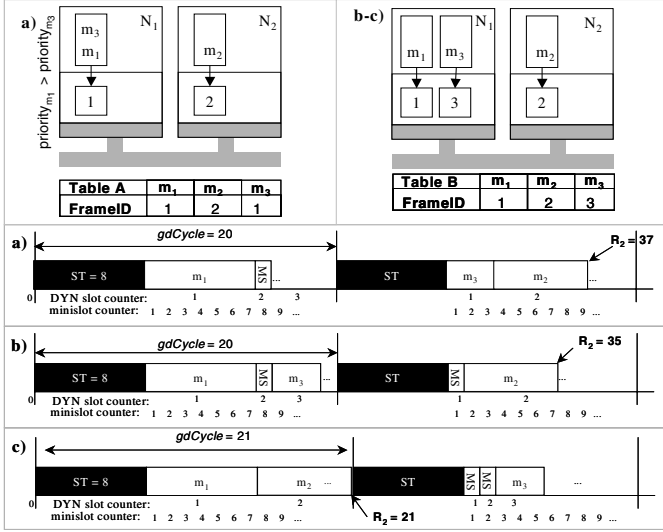 a)
priority m1 > priority m3
N1
m3
m1
1
N2
m2
2
Table A m1 m2 m3
FrameID 1 2 1
b-c)
N1
m1 m3
1 3
N2
m2
2
Table B m1 m2 m3
FrameID 1 2 3
a)
gdCycle = 20
R2 = 37
ST = 8 m1 MS ... ST m3 m2 ...
0
DYN slot counter: 1 2 3 1 2
minislot counter: 1 2 3 4 5 6 7 8 9 ... 1 2 3 4 5 6 7 8 9 ...
b)
gdCycle = 20
R2 = 35
ST = 8 m1 MS m3 ... ST MS m2 ...
0
DYN slot counter: 1 2 3 1 2
minislot counter: 1 2 3 4 5 6 7 8 9 ... 1 2 3 4 5 6 7 8 9 ...
c)
gdCycle = 21
ST = 8 m1 m2 ... ST MS MS m3 ...
0
DYN slot counter: 1 2 1 2 3
R2 = 21
minislot counter: 1 2 3 4 5 6 7 8 9 ... 1 2 3 4 5 6 7 8 9 ...